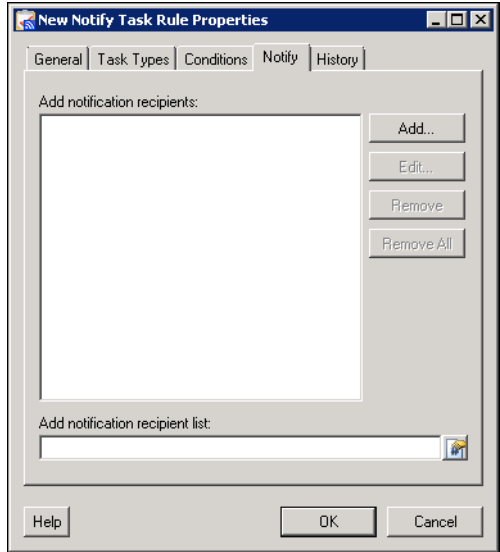 New Notify Task Rule Properties
General Task Types Conditions Notify History
Add notification recipients:
Add...
Edit...
Remove
Remove All
Add notification recipient list:
Help OK Cancel